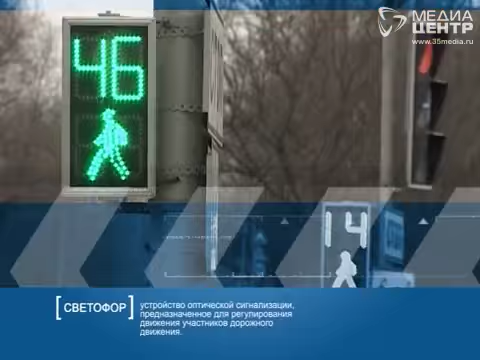 46
МЕДИА
ЦЕНТР
www.35media.ru
14
[СВЕТОФОР]
устройство оптической сигнализации,
предназначенное для регулирования
движения участников дорожного
движения.